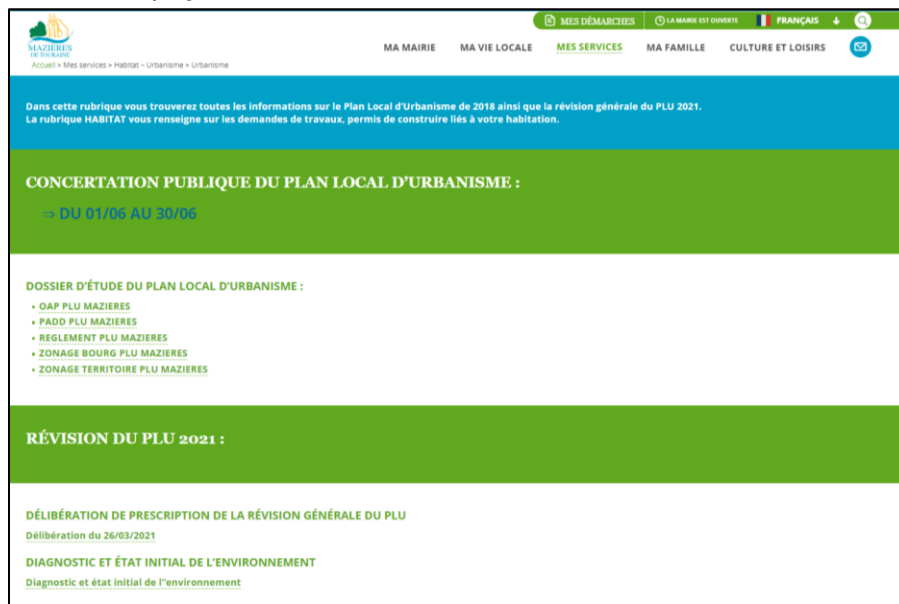 MES DÉMARCHES
LA MAIRIE EST OUVERTE
FRANÇAIS
MAZIÈRES
DE TOURAINE
MA MAIRIE
MA VIE LOCALE
MES SERVICES
MA FAMILLE
CULTURE ET LOISIRS
Accueil > Mes services > Habitat – Urbanisme > Urbanisme
Dans cette rubrique vous trouverez toutes les informations sur le Plan Local d'Urbanisme de 2018 ainsi que la révision générale du PLU 2021.
La rubrique HABITAT vous renseigne sur les demandes de travaux, permis de construire liés à votre habitation.
CONCERTATION PUBLIQUE DU PLAN LOCAL D'URBANISME :
⇒ DU 01/06 AU 30/06
DOSSIER D'ÉTUDE DU PLAN LOCAL D'URBANISME :
• OAP PLU MAZIERES
• PADD PLU MAZIERES
• REGLEMENT PLU MAZIERES
• ZONAGE BOURG PLU MAZIERES
• ZONAGE TERRITOIRE PLU MAZIERES
RÉVISION DU PLU 2021 :
DÉLIBÉRATION DE PRESCRIPTION DE LA RÉVISION GÉNÉRALE DU PLU
Délibération du 26/03/2021
DIAGNOSTIC ET ÉTAT INITIAL DE L'ENVIRONNEMENT
Diagnostic et état initial de l"environnement